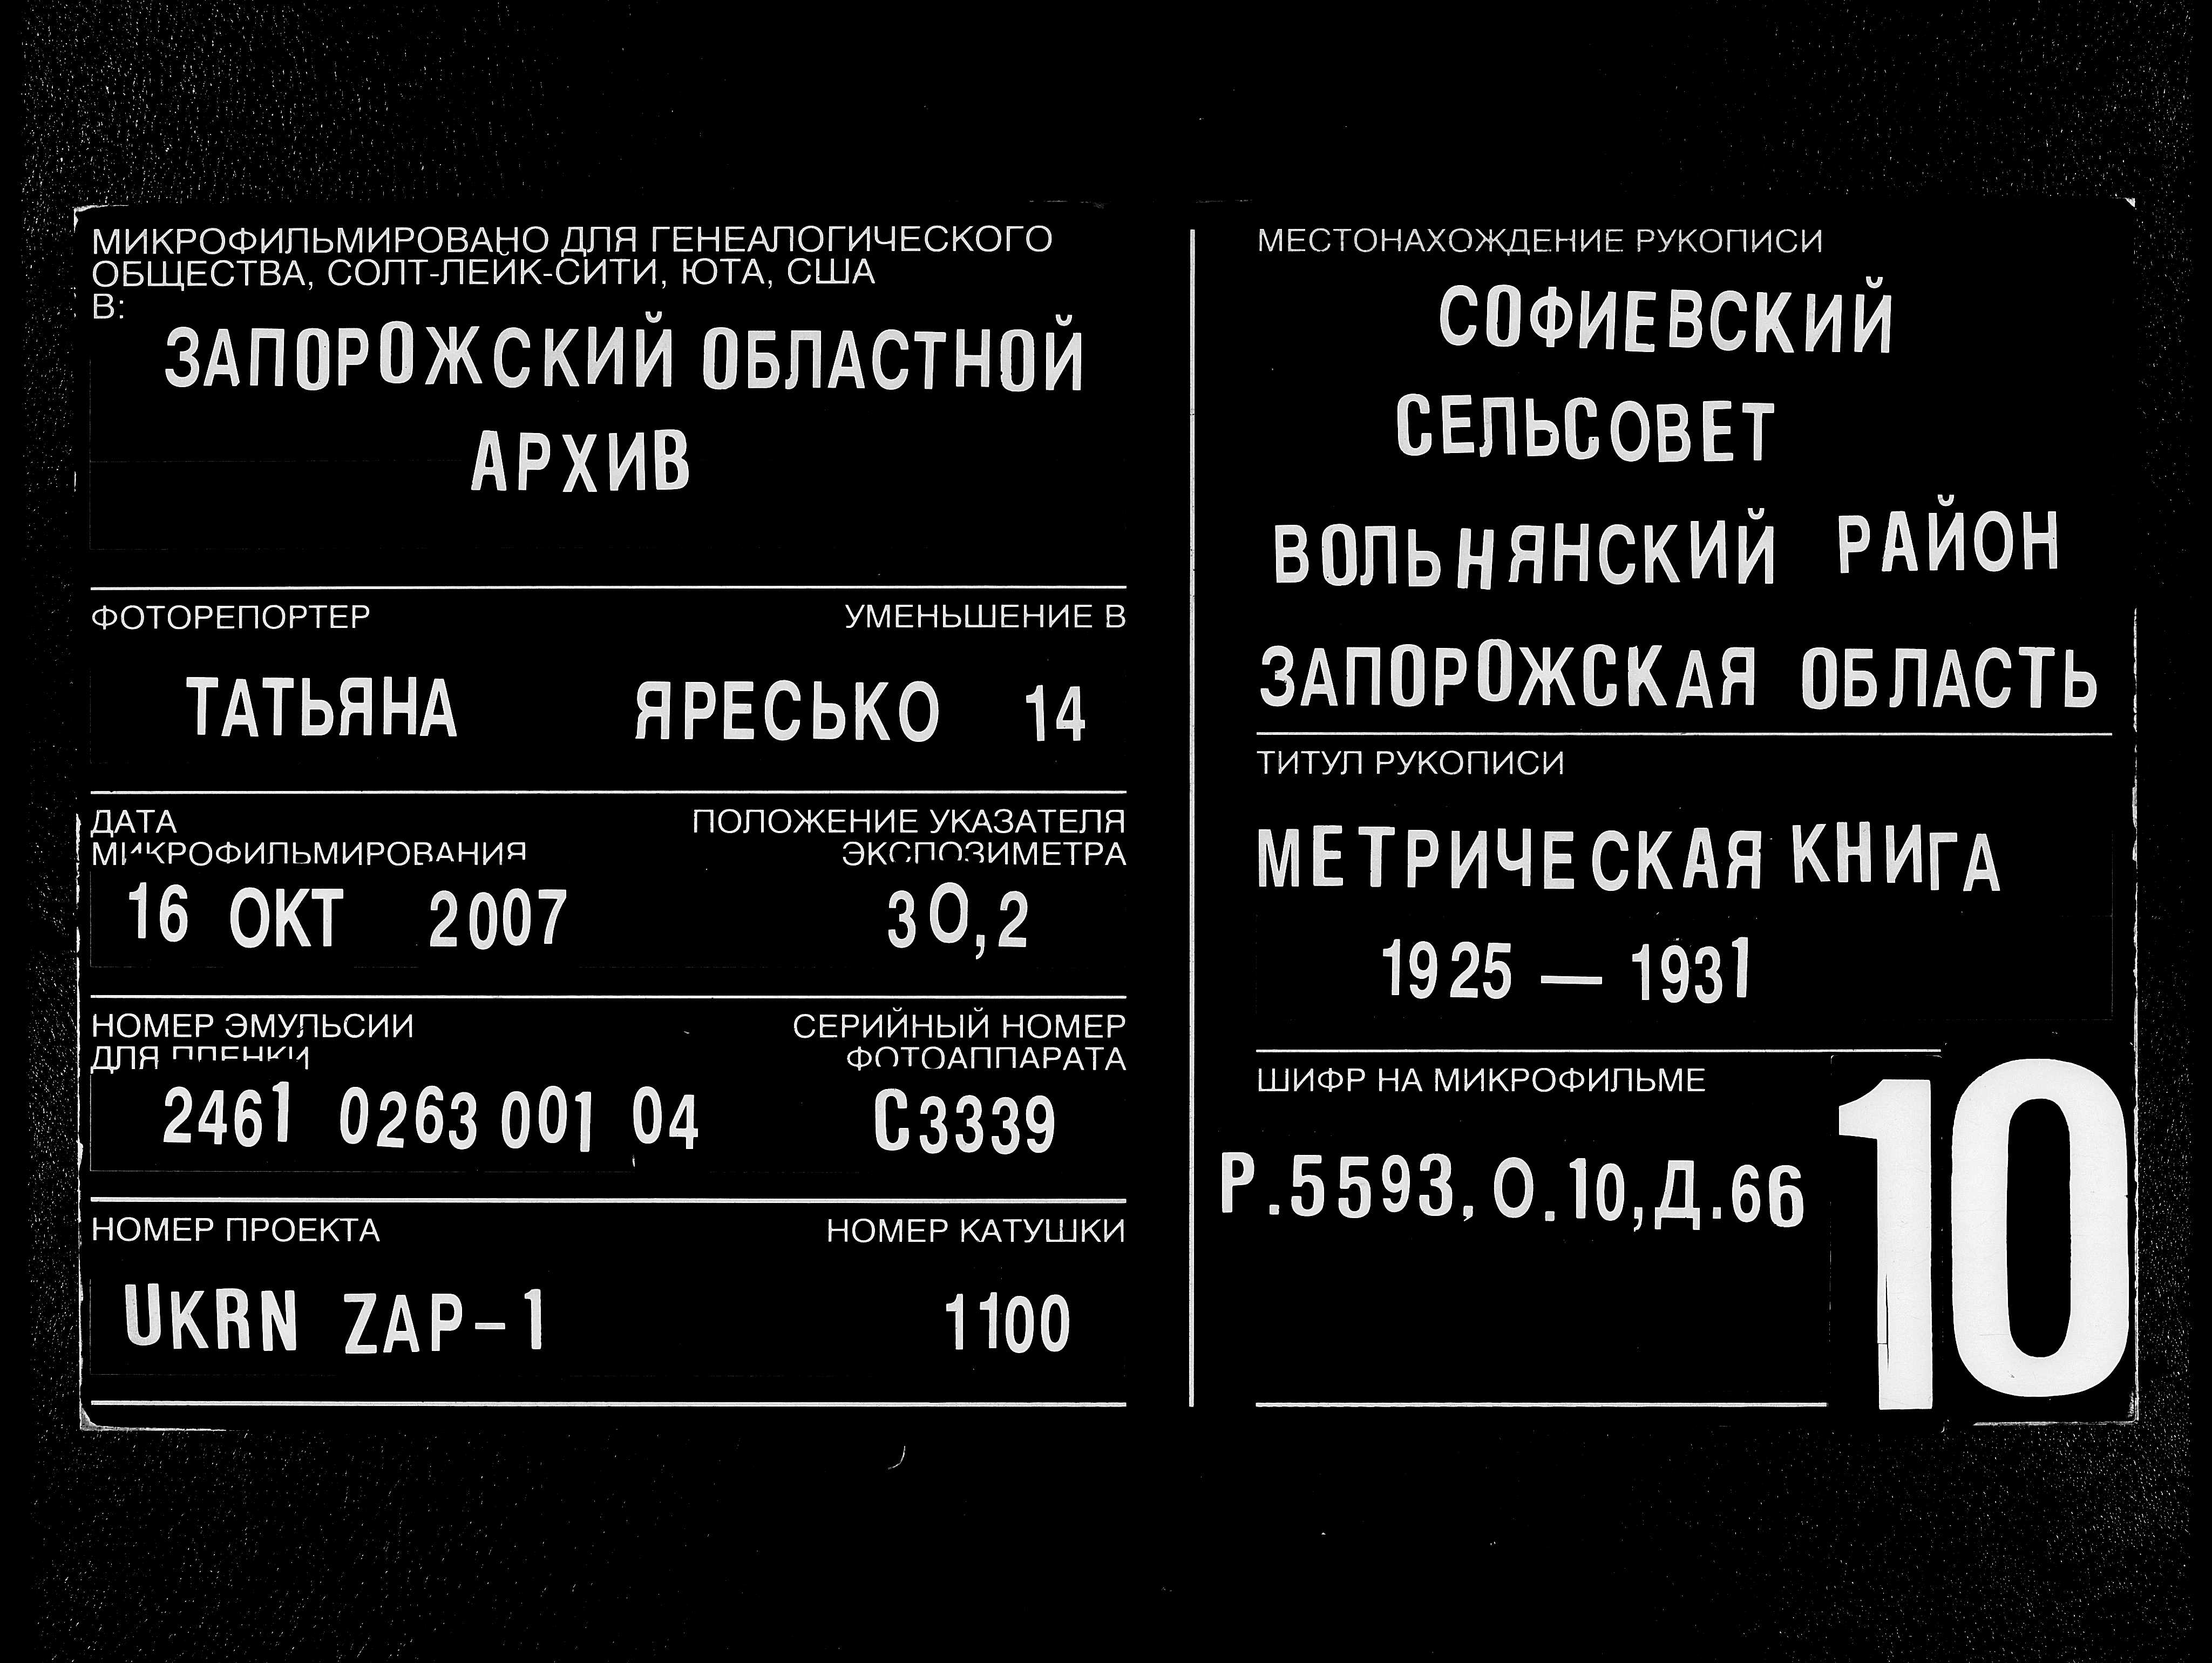 МИКРОФИЛЬМИРОВАНО ДЛЯ ГЕНЕАЛОГИЧЕСКОГО
ОБЩЕСТВА, СОЛТ-ЛЕЙК-СИТИ, ЮТА, США
В:
ЗАПОРОЖСКИЙ ОБЛАСТНОЙ
АРХИВ
ФОТОРЕПОРТЕР УМЕНЬШЕНИЕ В
ТАТЬЯНА ЯРЕСЬКО 14
ДАТА ПОЛОЖЕНИЕ УКАЗАТЕЛЯ
МИКРОФИЛЬМИРОВАНИЯ ЭКСПОЗИМЕТРА
16 ОКТ 2007 30,2
НОМЕР ЭМУЛЬСИИ СЕРИЙНЫЙ НОМЕР
ДЛЯ ПЛЕНКИ ФОТОАППАРАТА
2461 0263 001 04 С3339
НОМЕР ПРОЕКТА НОМЕР КАТУШКИ
UKRN ZAP-1 1100
МЕСТОНАХОЖДЕНИЕ РУКОПИСИ
СОФИЕВСКИЙ
СЕЛЬСОВЕТ
ВОЛЬНЯНСКИЙ РАЙОН
ЗАПОРОЖСКАЯ ОБЛАСТЬ
ТИТУЛ РУКОПИСИ
МЕТРИЧЕСКАЯ КНИГА
1925 — 1931
ШИФР НА МИКРОФИЛЬМЕ
Р.5593, О.10,Д.66
10